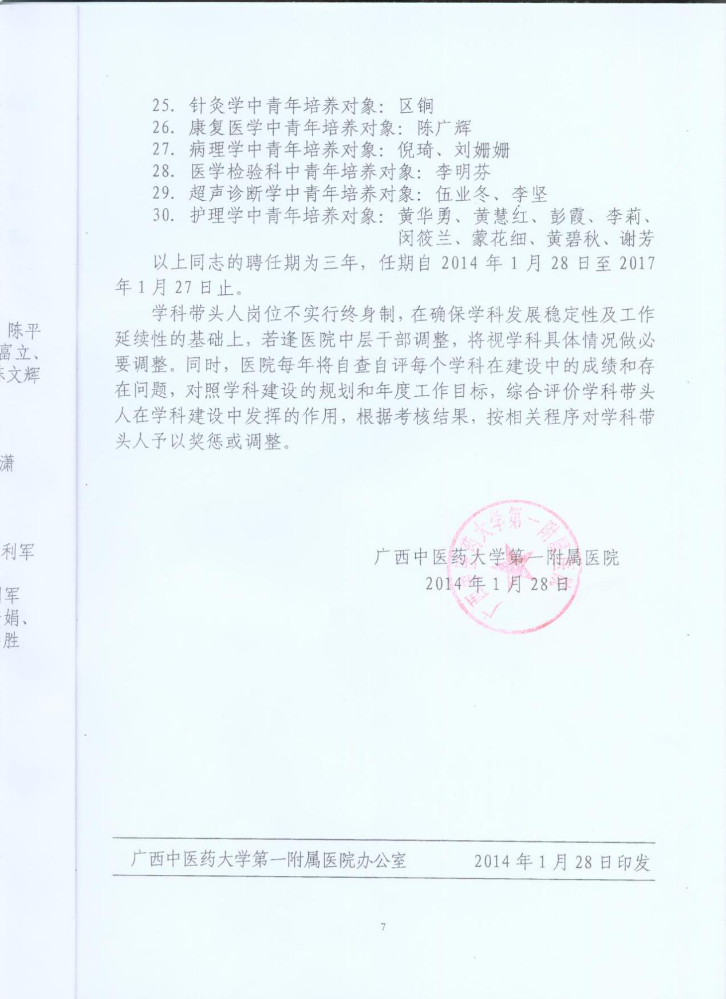 25. 针灸学中青年培养对象：区锏
26. 康复医学中青年培养对象：陈广辉
27. 病理学中青年培养对象：倪琦、刘姗姗
28. 医学检验科中青年培养对象：李明芬
29. 超声诊断学中青年培养对象：伍业冬、李坚
30. 护理学中青年培养对象：黄华勇、黄慧红、彭霞、李莉、
闵筱兰、蒙花细、黄碧秋、谢芳
以上同志的聘任期为三年，任期自 2014 年 1 月 28 日至 2017
年 1 月 27 日止。
学科带头人岗位不实行终身制，在确保学科发展稳定性及工作
延续性的基础上，若逢医院中层干部调整，将视学科具体情况做必
要调整。同时，医院每年将自查自评每个学科在建设中的成绩和存
在问题，对照学科建设的规划和年度工作目标，综合评价学科带头
人在学科建设中发挥的作用，根据考核结果，按相关程序对学科带
头人予以奖惩或调整。
广西中医药大学第一附属医院
2014 年 1 月 28 日
广西中医药大学第一附属医院
广西中医药大学第一附属医院办公室 2014 年 1 月 28 日印发
7
陈平
富立、
文辉
潇
利军
军
娟、
胜